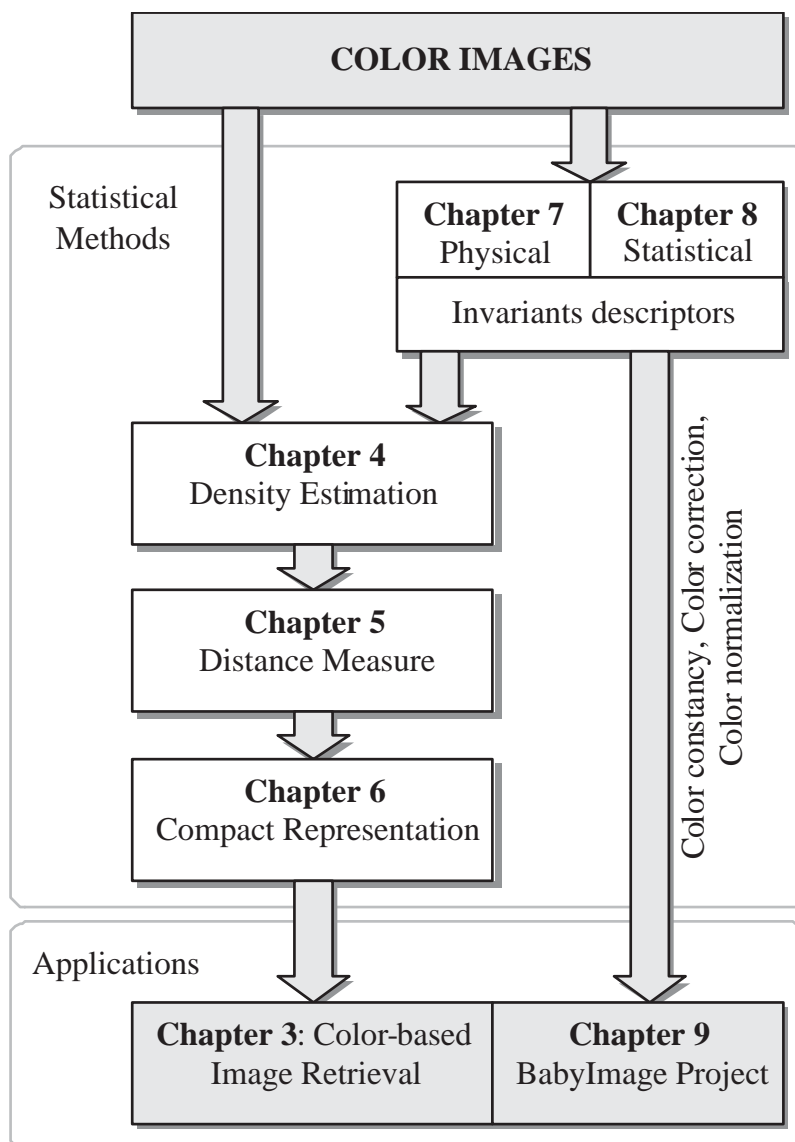 COLOR IMAGES
Statistical
Methods
Chapter 7
Physical
Chapter 8
Statistical
Invariants descriptors
Chapter 4
Density Estimation
Color constancy, Color correction,
Color normalization
Chapter 5
Distance Measure
Chapter 6
Compact Representation
Applications
Chapter 3: Color-based
Image Retrieval
Chapter 9
BabyImage Project